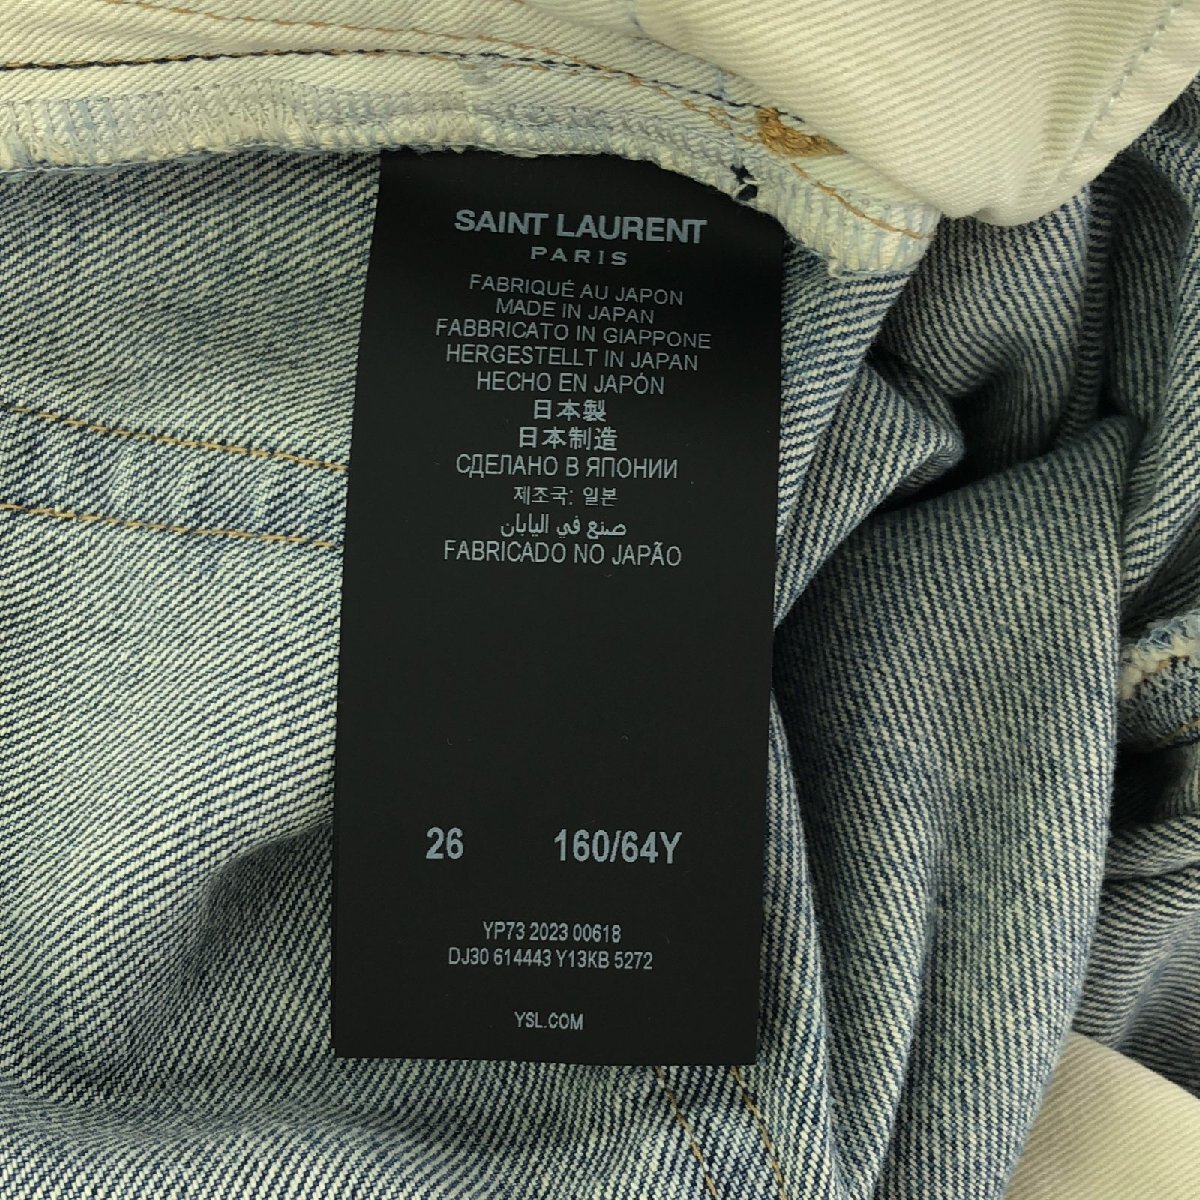 SAINT LAURENT
PARIS
FABRIQUÉ AU JAPON
MADE IN JAPAN
FABBRICATO IN GIAPPONE
HERGESTELLT IN JAPAN
HECHO EN JAPÓN
日本製
日本制造
СДЕЛАНО В ЯПОНИИ
제조국: 일본
صنع في اليابان
FABRICADO NO JAPÃO
26 160/64Y
YP73 2023 00618
DJ30 614443 Y13KB 5272
YSL.COM